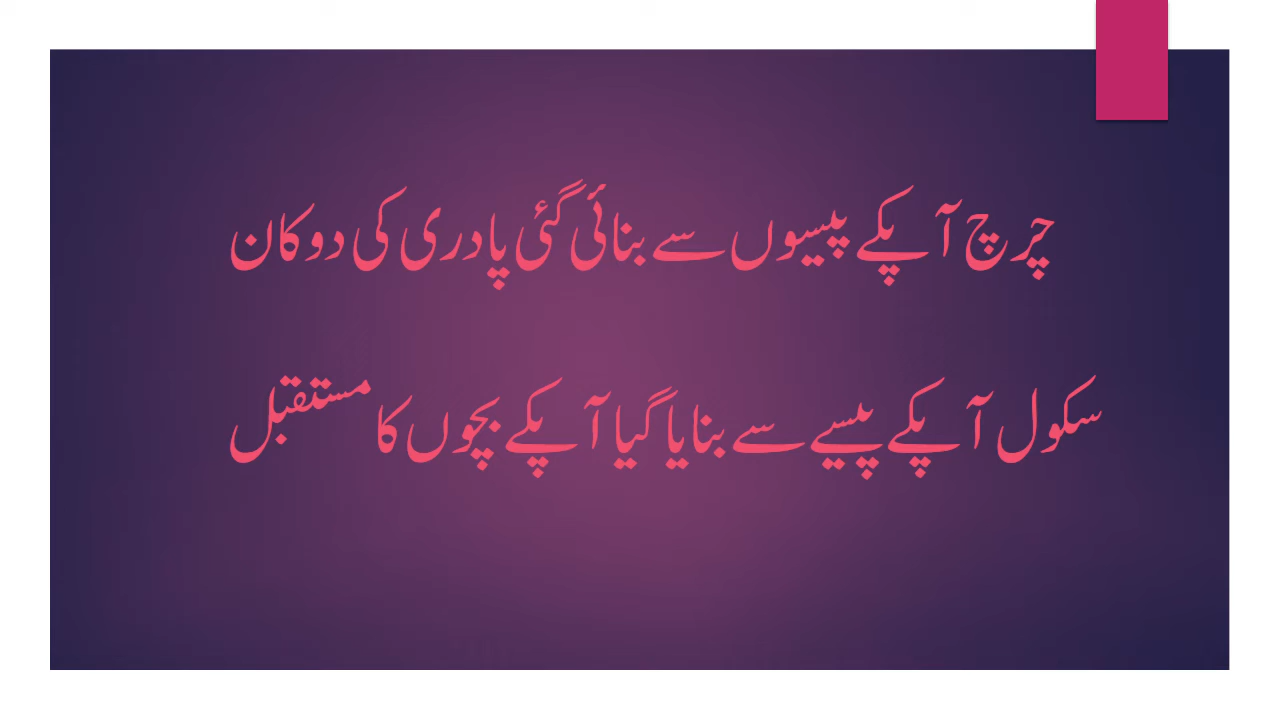 چرچ آپکے پیسوں سے بنائی گئی پادری کی دوکان
سکول آپکے پیسے سے بنایا گیا آپکے بچوں کا مستقبل